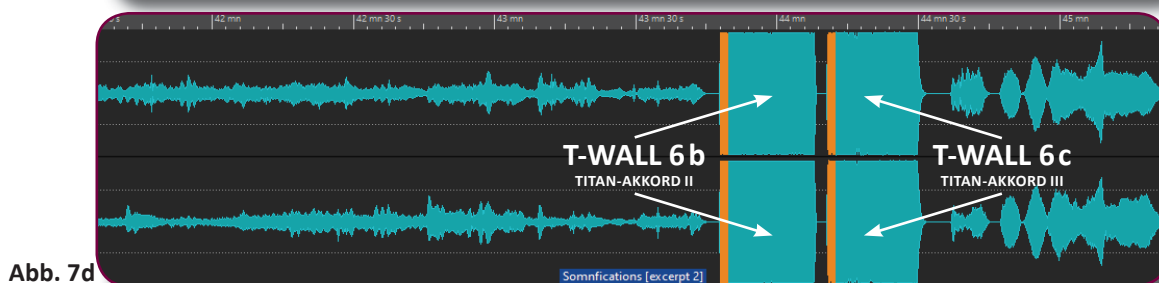 42 mn
42 mn 30 s
43 mn
43 mn 30 s
44 mn
44 mn 30 s
45 mn
T-WALL 6b
TITAN-AKKORD II
T-WALL 6c
TITAN-AKKORD III
Abb. 7d
Somnfications [excerpt 2]